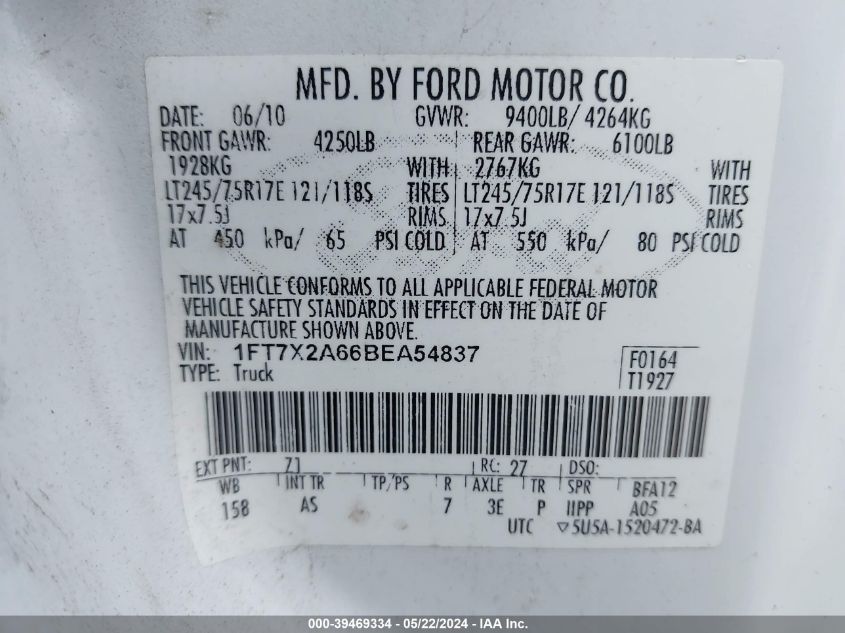 MFD. BY FORD MOTOR CO.
DATE: 06/10 GVWR: 9400LB/ 4264KG
FRONT GAWR: 4250LB REAR GAWR: 6100LB
1928KG WITH 2767KG WITH
LT245/75R17E 121/118S TIRES LT245/75R17E 121/118S TIRES
17x7.5J RIMS 17x7.5J RIMS
AT 450 kPa/ 65 PSI COLD AT 550 kPa/ 80 PSI COLD
THIS VEHICLE CONFORMS TO ALL APPLICABLE FEDERAL MOTOR
VEHICLE SAFETY STANDARDS IN EFFECT ON THE DATE OF
MANUFACTURE SHOWN ABOVE.
VIN: 1FT7X2A66BEA54837 F0164
TYPE: Truck T1927
EXT PNT: Z1 RC: 27 DSO:
WB INT TR TP/PS R AXLE TR SPR BFA12
158 AS 7 3E P IIPP A05
UTC ▽5U5A-1520472-BA
000-39469334 - 05/22/2024 - IAAI Inc.